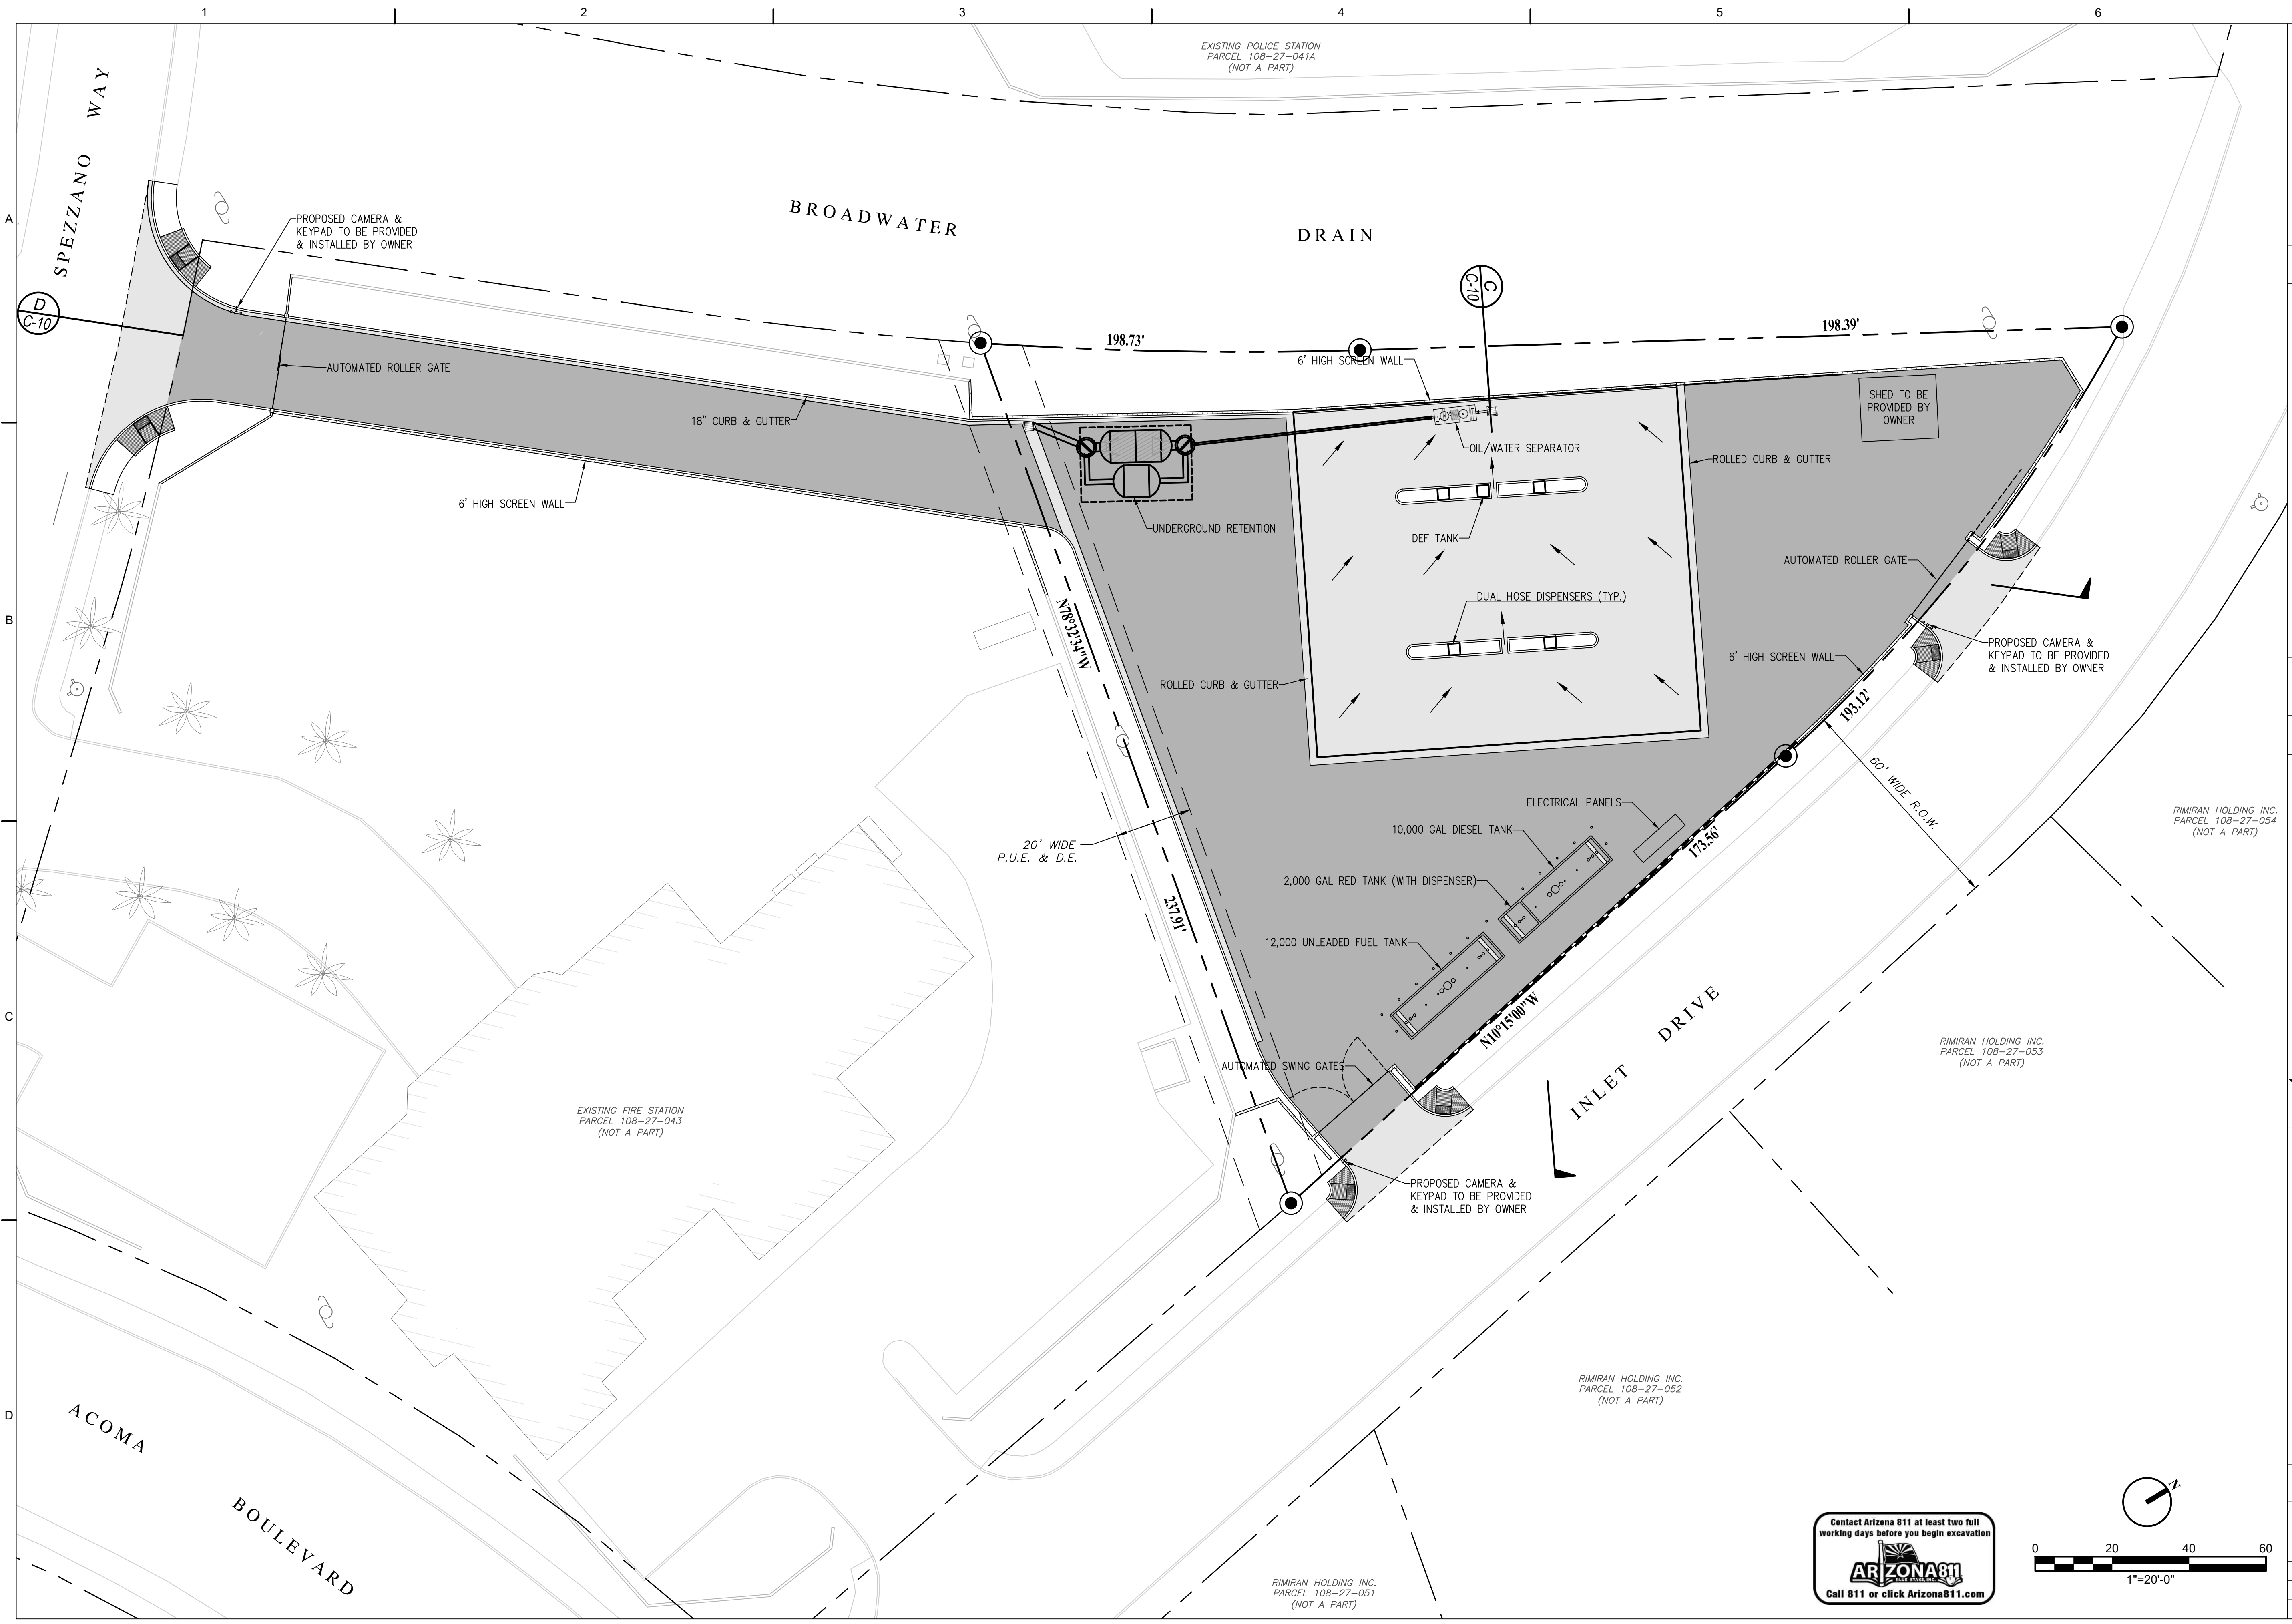 1
2
3
4
5
6
A
B
C
D
EXISTING POLICE STATION
PARCEL 108-27-041A
(NOT A PART)
SPEZZANO WAY
BROADWATER DRAIN
PROPOSED CAMERA &
KEYPAD TO BE PROVIDED
& INSTALLED BY OWNER
D
C-10
C
C-10
AUTOMATED ROLLER GATE
198.73'
198.39'
6' HIGH SCREEN WALL
18" CURB & GUTTER
SHED TO BE
PROVIDED BY
OWNER
OIL/WATER SEPARATOR
ROLLED CURB & GUTTER
6' HIGH SCREEN WALL
UNDERGROUND RETENTION
DEF TANK
AUTOMATED ROLLER GATE
DUAL HOSE DISPENSERS (TYP.)
N78°32'34"W
PROPOSED CAMERA &
KEYPAD TO BE PROVIDED
& INSTALLED BY OWNER
6' HIGH SCREEN WALL
ROLLED CURB & GUTTER
193.12'
60' WIDE R.O.W.
ELECTRICAL PANELS
RIMIRAN HOLDING INC.
PARCEL 108-27-054
(NOT A PART)
10,000 GAL DIESEL TANK
173.56'
20' WIDE
P.U.E. & D.E.
2,000 GAL RED TANK (WITH DISPENSER)
237.91'
12,000 UNLEADED FUEL TANK
N10°15'00"W
INLET DRIVE
RIMIRAN HOLDING INC.
PARCEL 108-27-053
(NOT A PART)
AUTOMATED SWING GATES
EXISTING FIRE STATION
PARCEL 108-27-043
(NOT A PART)
PROPOSED CAMERA &
KEYPAD TO BE PROVIDED
& INSTALLED BY OWNER
RIMIRAN HOLDING INC.
PARCEL 108-27-052
(NOT A PART)
ACOMA BOULEVARD
RIMIRAN HOLDING INC.
PARCEL 108-27-051
(NOT A PART)
Contact Arizona 811 at least two full
working days before you begin excavation
ARIZONA811
Call 811 or click Arizona811.com
N
0 20 40 60
1"=20'-0"